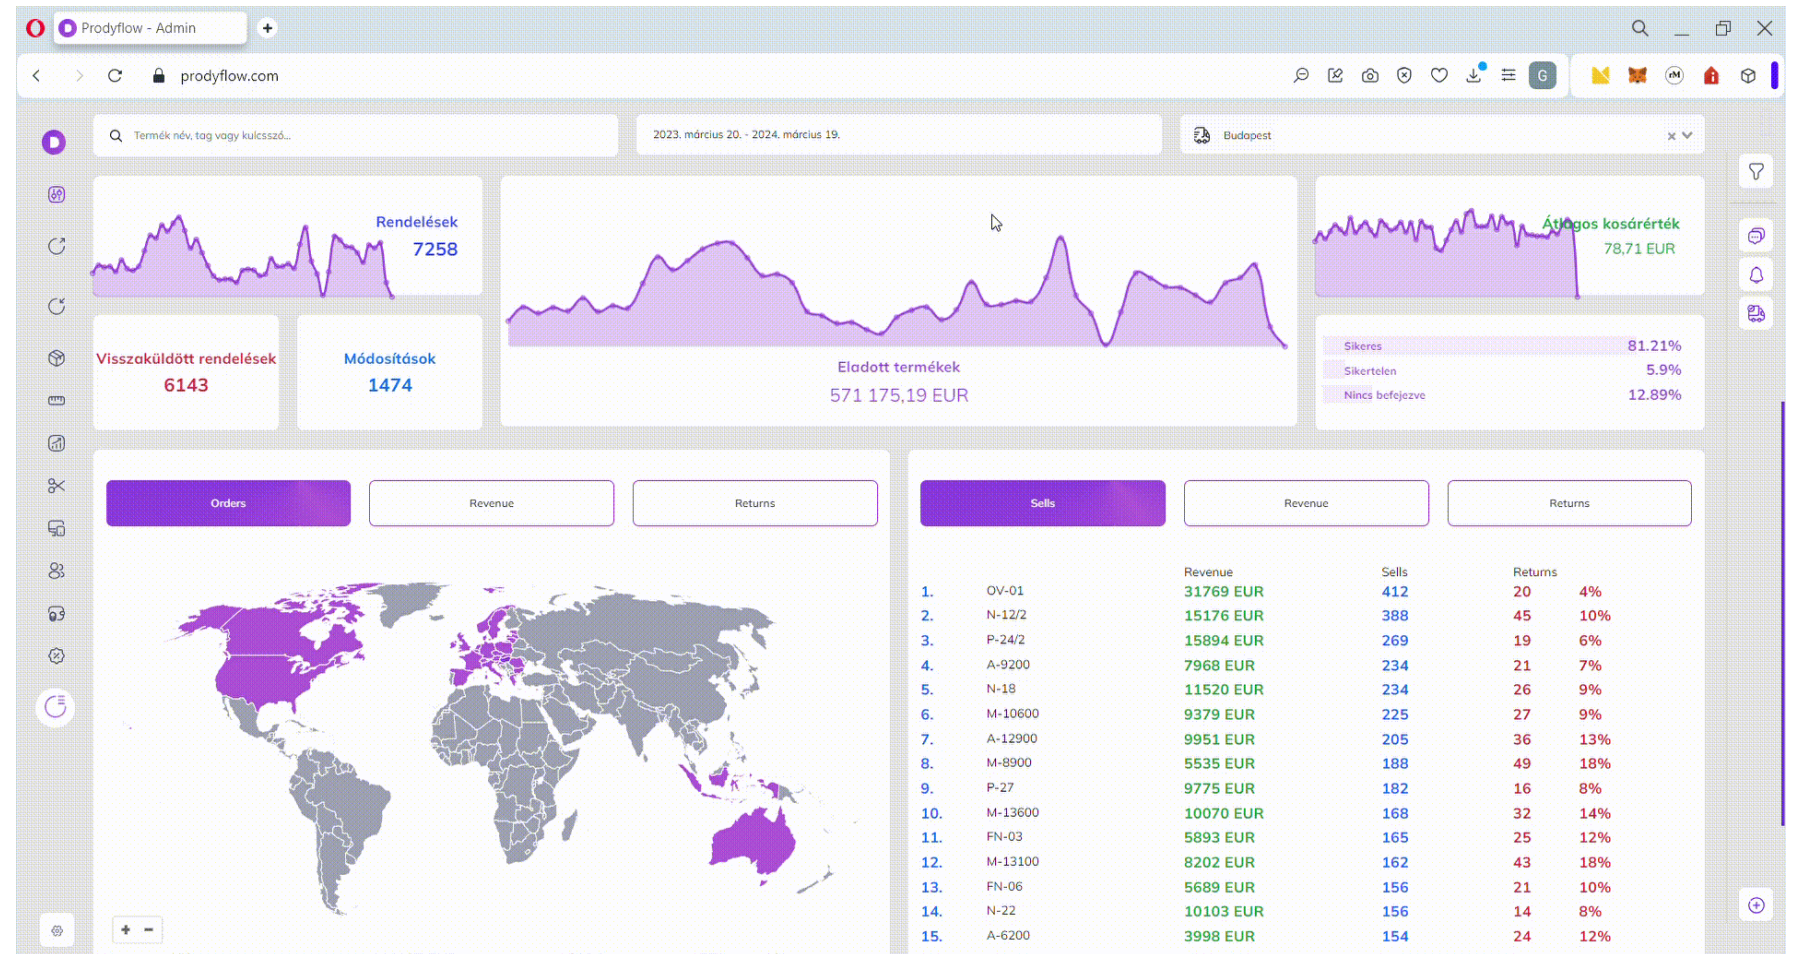 Prodyflow - Admin
prodyflow.com
G
Termék név, tag vagy kulcsszó...
2023. március 20. - 2024. március 19.
Budapest
Rendelések
7258
Visszaküldött rendelések
6143
Módosítások
1474
Eladott termékek
571 175,19 EUR
Átlagos kosárérték
78,71 EUR
Sikeres 81.21%
Sikertelen 5.9%
Nincs befejezve 12.89%
Orders Revenue Returns
Sells Revenue Returns
Revenue Sells Returns
1. OV-01 31769 EUR 412 20 4%
2. N-12/2 15176 EUR 388 45 10%
3. P-24/2 15894 EUR 269 19 6%
4. A-9200 7968 EUR 234 21 7%
5. N-18 11520 EUR 234 26 9%
6. M-10600 9379 EUR 225 27 9%
7. A-12900 9951 EUR 205 36 13%
8. M-8900 5535 EUR 188 49 18%
9. P-27 9775 EUR 182 16 8%
10. M-13600 10070 EUR 168 32 14%
11. FN-03 5893 EUR 165 25 12%
12. M-13100 8202 EUR 162 43 18%
13. FN-06 5689 EUR 156 21 10%
14. N-22 10103 EUR 156 14 8%
15. A-6200 3998 EUR 154 24 12%